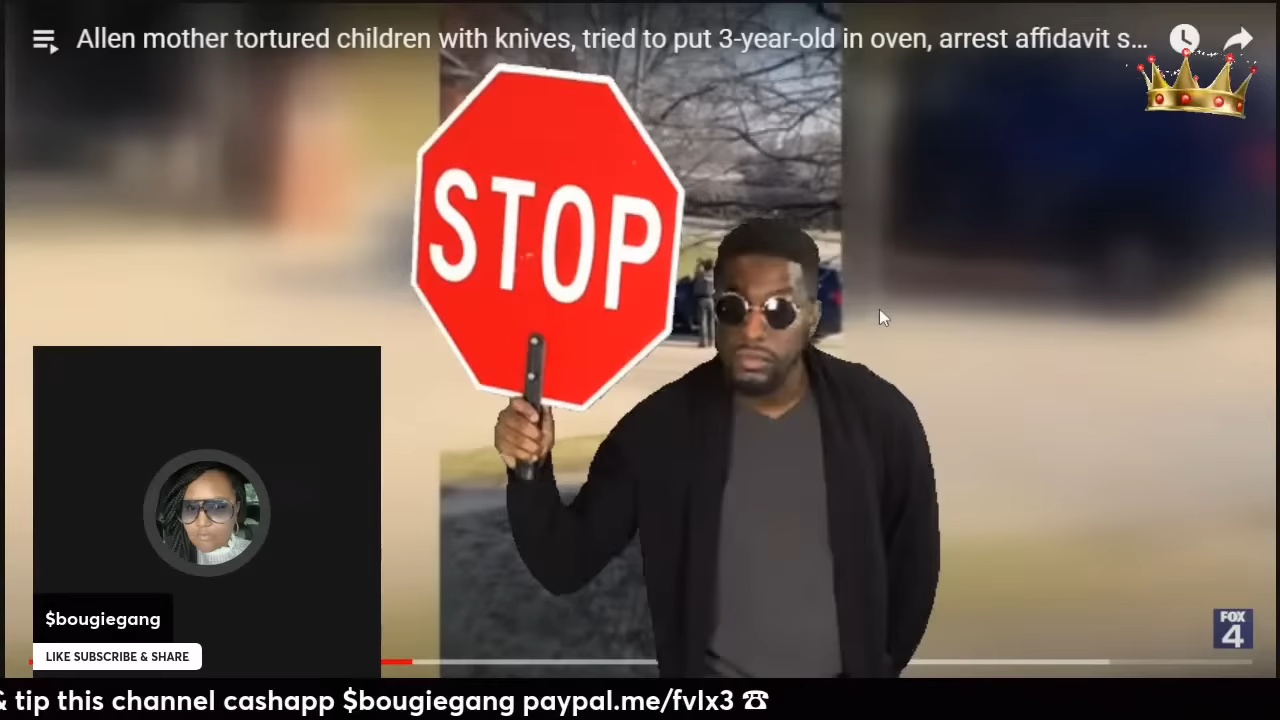 Allen mother tortured children with knives, tried to put 3-year-old in oven, arrest affidavit s...
STOP
$bougiegang
LIKE SUBSCRIBE & SHARE
FOX
4
& tip this channel cashapp $bougiegang paypal.me/fvlx3 ☎